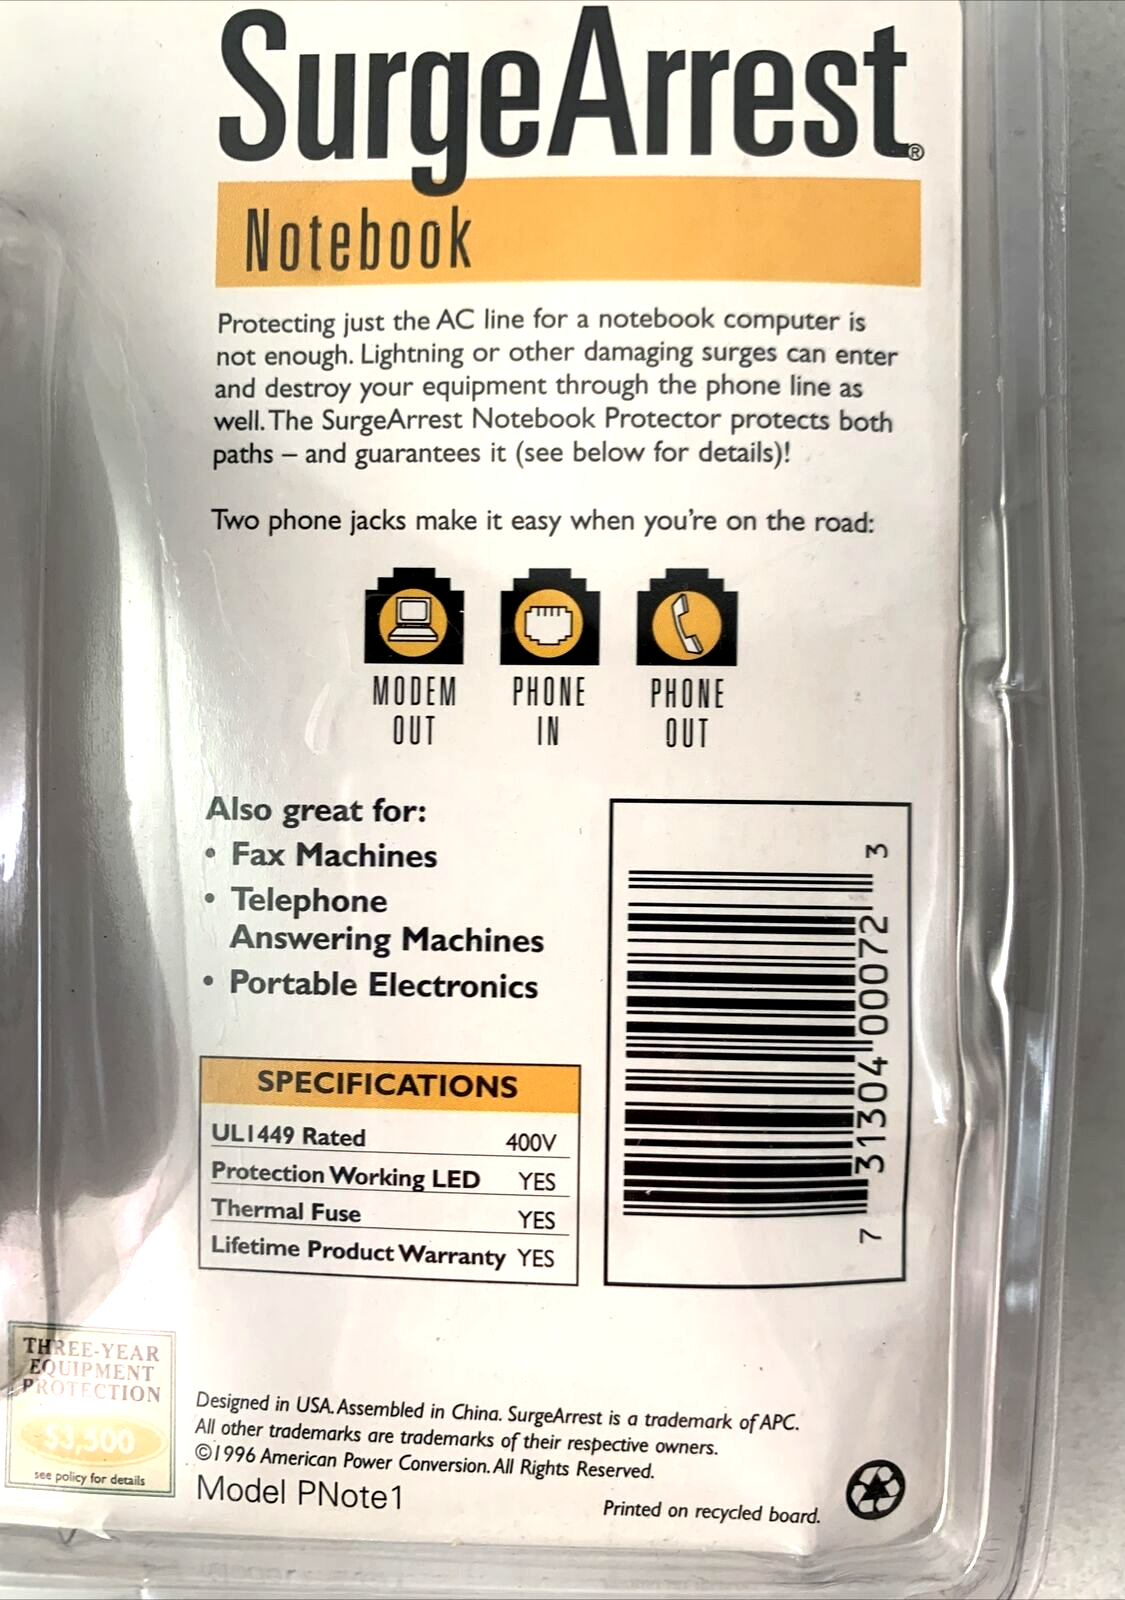 SurgeArrest®
Notebook
Protecting just the AC line for a notebook computer is
not enough. Lightning or other damaging surges can enter
and destroy your equipment through the phone line as
well. The SurgeArrest Notebook Protector protects both
paths – and guarantees it (see below for details)!
Two phone jacks make it easy when you're on the road:
MODEM
OUT
PHONE
IN
PHONE
OUT
Also great for:
• Fax Machines
• Telephone
Answering Machines
• Portable Electronics
7 31304 00072 3
SPECIFICATIONS
UL1449 Rated 400V
Protection Working LED YES
Thermal Fuse YES
Lifetime Product Warranty YES
THREE-YEAR
EQUIPMENT
PROTECTION
$3,500
see policy for details
Designed in USA. Assembled in China. SurgeArrest is a trademark of APC.
All other trademarks are trademarks of their respective owners.
©1996 American Power Conversion. All Rights Reserved.
Model PNote1
Printed on recycled board.